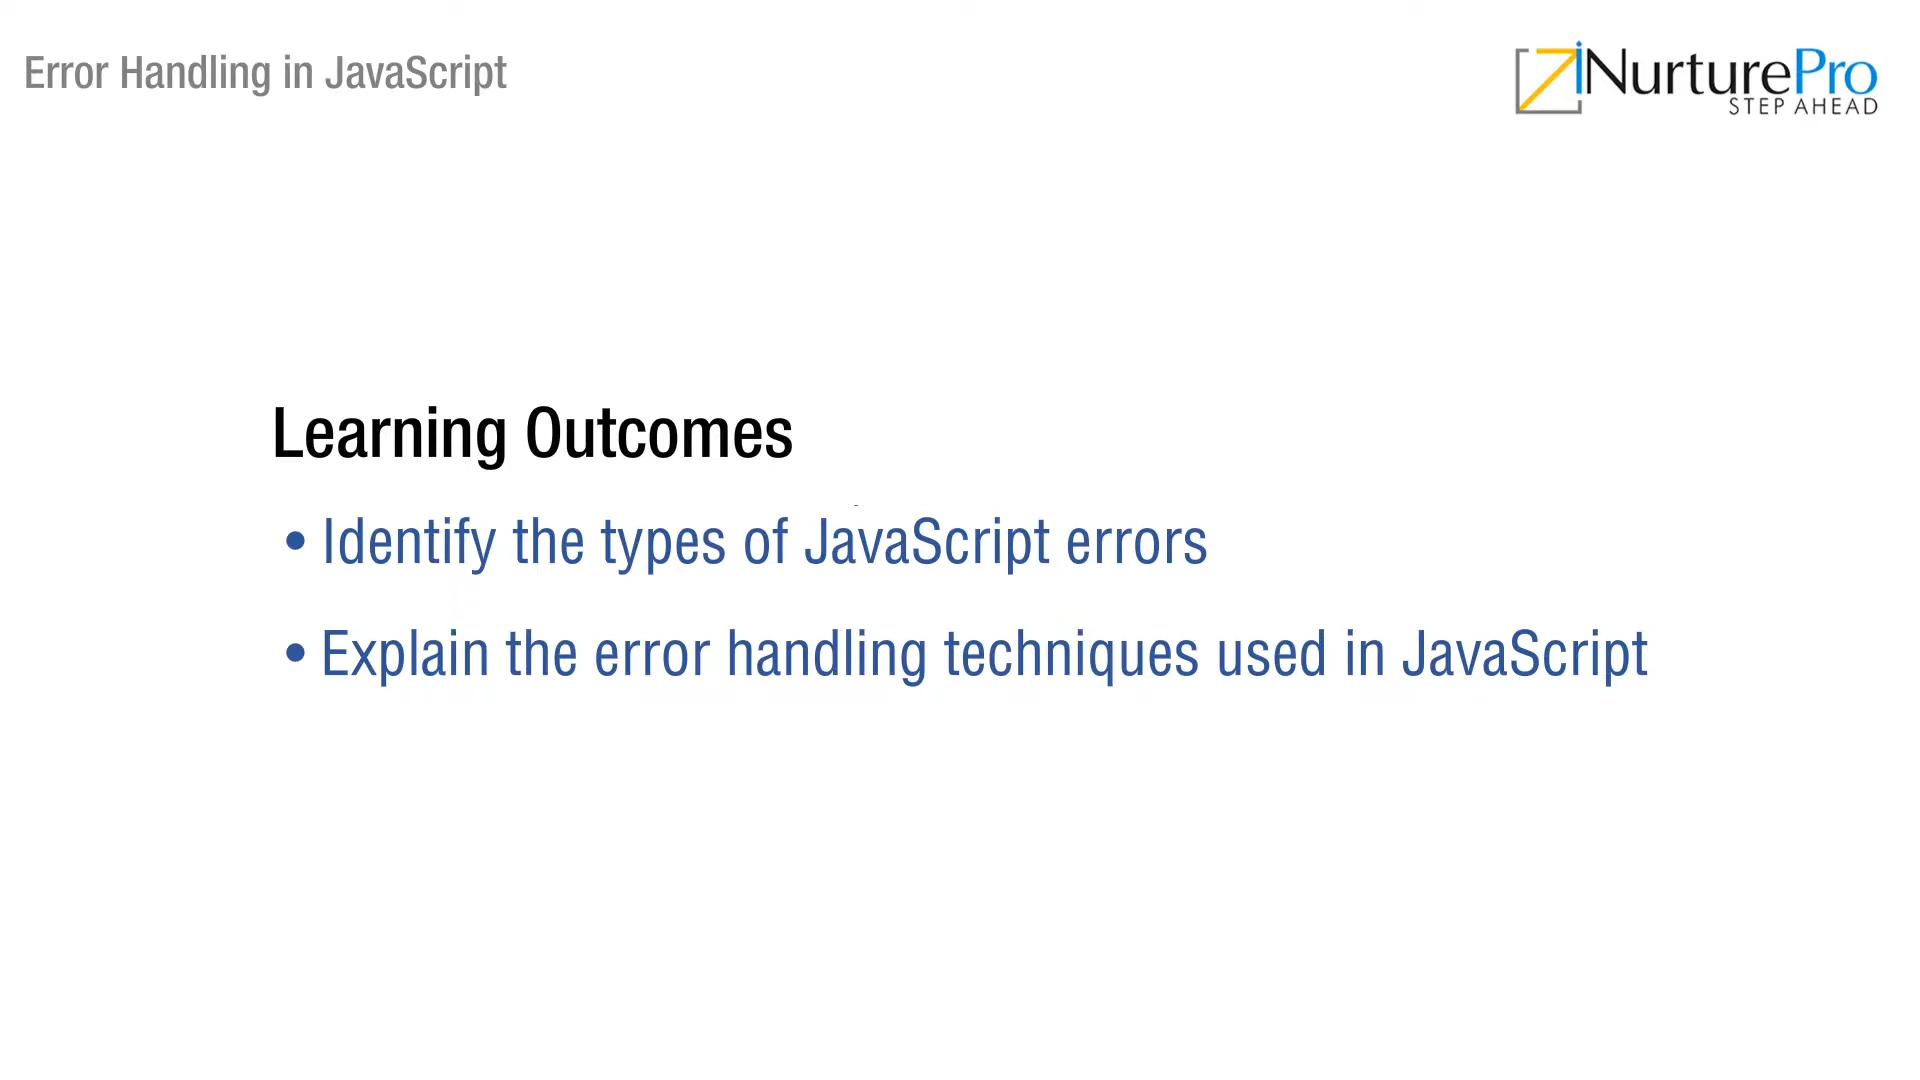 Error Handling in JavaScript
iNurturePro
STEP AHEAD
Learning Outcomes
• Identify the types of JavaScript errors
• Explain the error handling techniques used in JavaScript